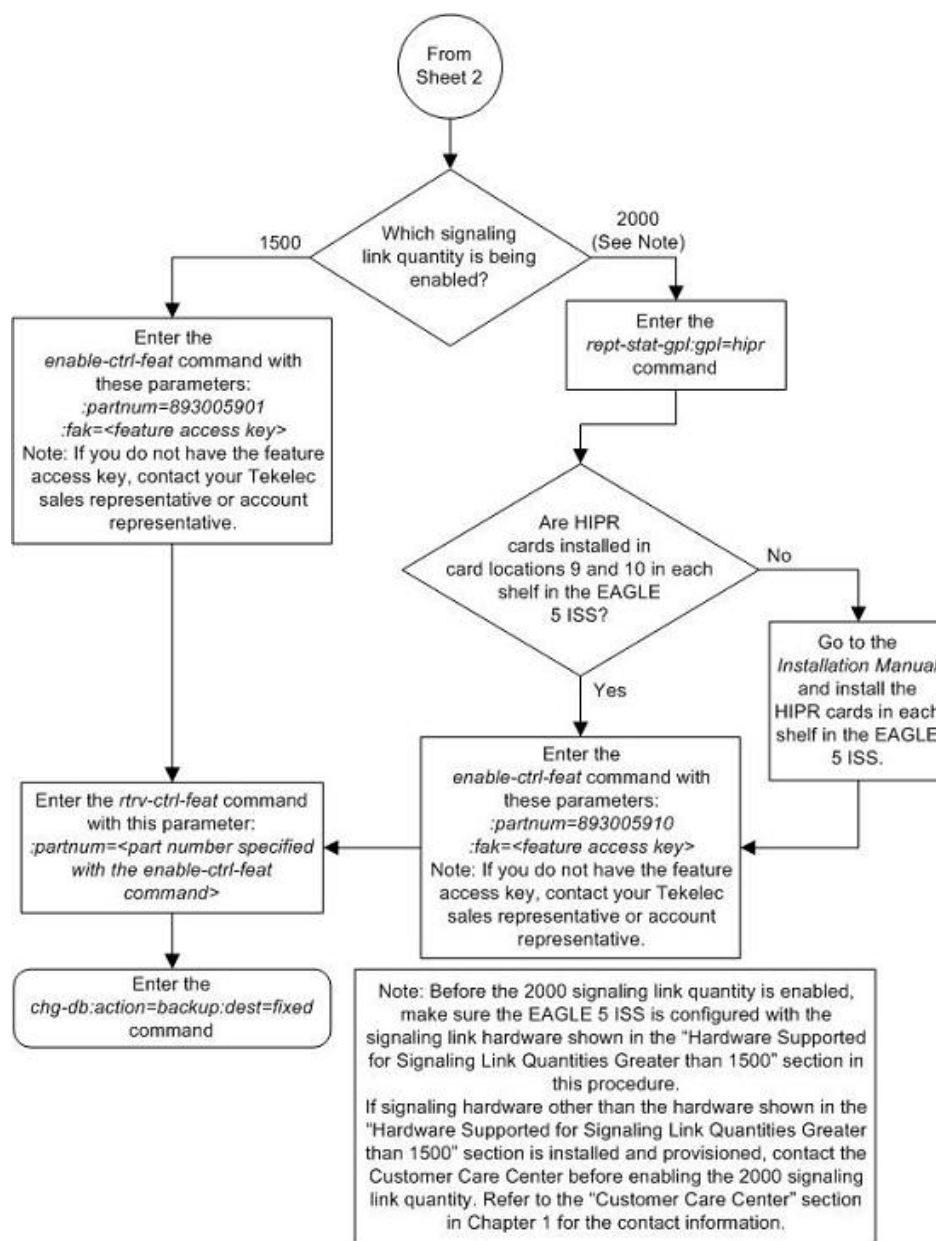 From
Sheet 2
Which signaling
link quantity is being
enabled?
1500
2000
(See Note)
Enter the
enable-ctrl-feat command with
these parameters:
:partnum=893005901
:fak=<feature access key>
Note: If you do not have the feature
access key, contact your Tekelec
sales representative or account
representative.
Enter the
rept-stat-gpl:gpl=hipr
command
Are HIPR
cards installed in
card locations 9 and 10 in each
shelf in the EAGLE
5 ISS?
No
Yes
Go to the
Installation Manual
and install the
HIPR cards in each
shelf in the EAGLE
5 ISS.
Enter the
enable-ctrl-feat command with
these parameters:
:partnum=893005910
:fak=<feature access key>
Note: If you do not have the feature
access key, contact your Tekelec
sales representative or account
representative.
Enter the rtrv-ctrl-feat command
with this parameter:
:partnum=<part number specified
with the enable-ctrl-feat
command>
Enter the
chg-db:action=backup:dest=fixed
command
Note: Before the 2000 signaling link quantity is enabled,
make sure the EAGLE 5 ISS is configured with the
signaling link hardware shown in the "Hardware Supported
for Signaling Link Quantities Greater than 1500" section in
this procedure.
If signaling hardware other than the hardware shown in the
"Hardware Supported for Signaling Link Quantities Greater
than 1500" section is installed and provisioned, contact the
Customer Care Center before enabling the 2000 signaling
link quantity. Refer to the "Customer Care Center" section
in Chapter 1 for the contact information.